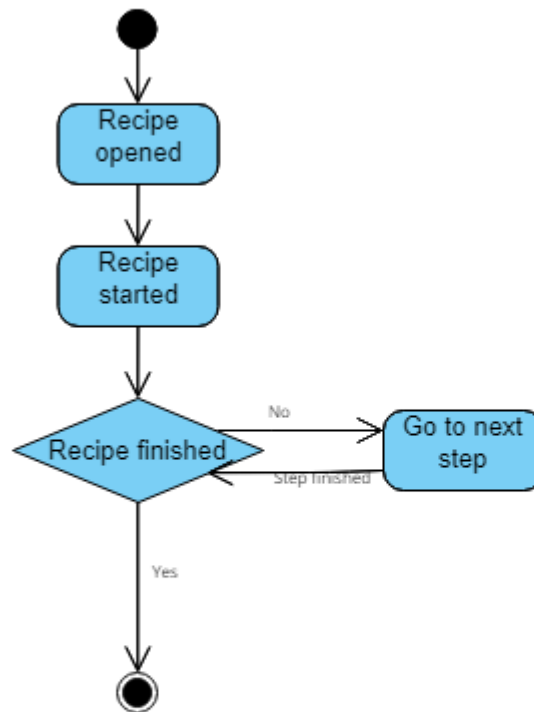 Recipe
opened
Recipe
started
No
Recipe finished
Go to next
step
Step finished
Yes